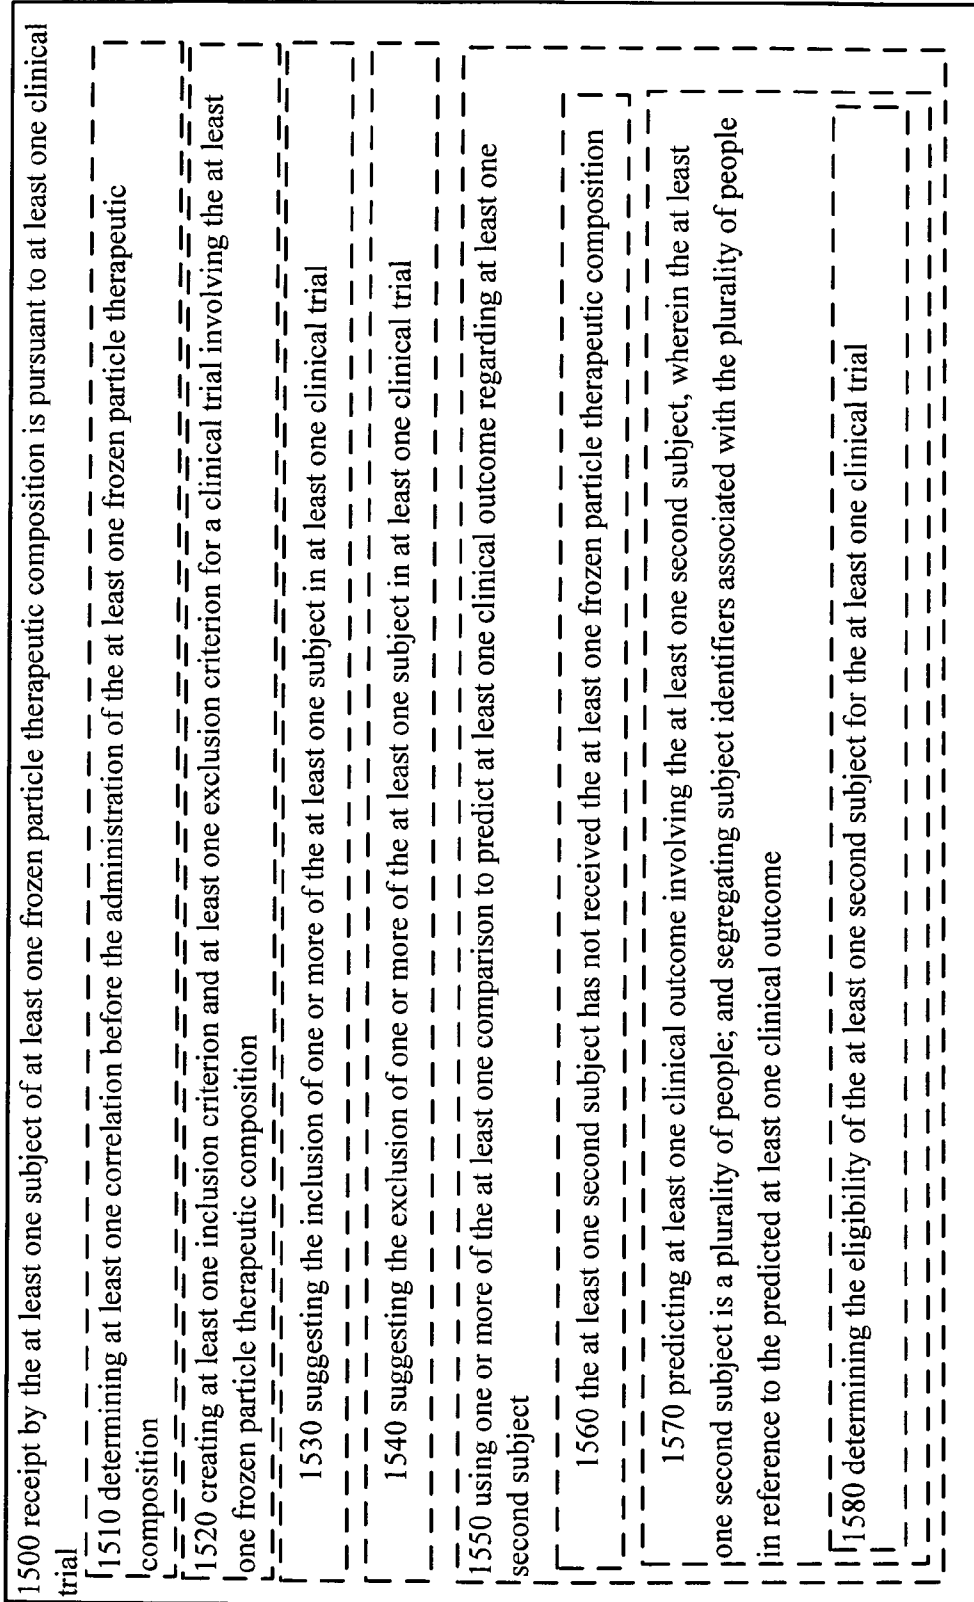 1500 receipt by the at least one subject of at least one frozen particle therapeutic composition is pursuant to at least one clinical
trial
1510 determining at least one correlation before the administration of the at least one frozen particle therapeutic
composition
1520 creating at least one inclusion criterion and at least one exclusion criterion for a clinical trial involving the at least
one frozen particle therapeutic composition
1530 suggesting the inclusion of one or more of the at least one subject in at least one clinical trial
1540 suggesting the exclusion of one or more of the at least one subject in at least one clinical trial
1550 using one or more of the at least one comparison to predict at least one clinical outcome regarding at least one
second subject
1560 the at least one second subject has not received the at least one frozen particle therapeutic composition
1570 predicting at least one clinical outcome involving the at least one second subject, wherein the at least
one second subject is a plurality of people; and segregating subject identifiers associated with the plurality of people
in reference to the predicted at least one clinical outcome
1580 determining the eligibility of the at least one second subject for the at least one clinical trial